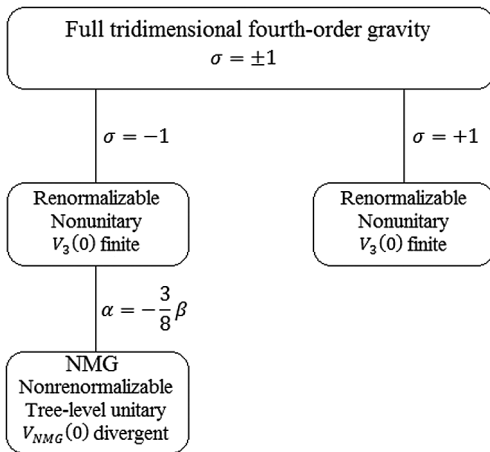 Full tridimensional fourth-order gravity
σ = ±1
σ = −1
σ = +1
Renormalizable
Nonunitary
V₃(0) finite
Renormalizable
Nonunitary
V₃(0) finite
α = −3/8 β
NMG
Nonrenormalizable
Tree-level unitary
V_NMG(0) divergent